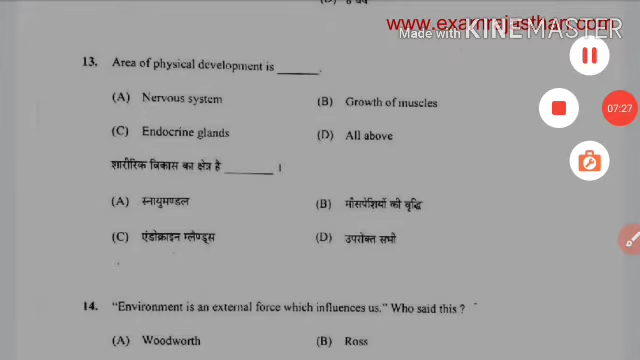 www.examrajasthan.com
Made with KINEMASTER
13. Area of physical development is ______.
(A) Nervous system
(B) Growth of muscles
(C) Endocrine glands
(D) All above
07:27
शारीरिक विकास का क्षेत्र है ______ ।
(A) स्नायुमण्डल
(B) माँसपेशियों की वृद्धि
(C) एंडोक्राइन ग्लैण्ड्स
(D) उपरोक्त सभी
14. “Environment is an external force which influences us.” Who said this ?
(A) Woodworth
(B) Ross